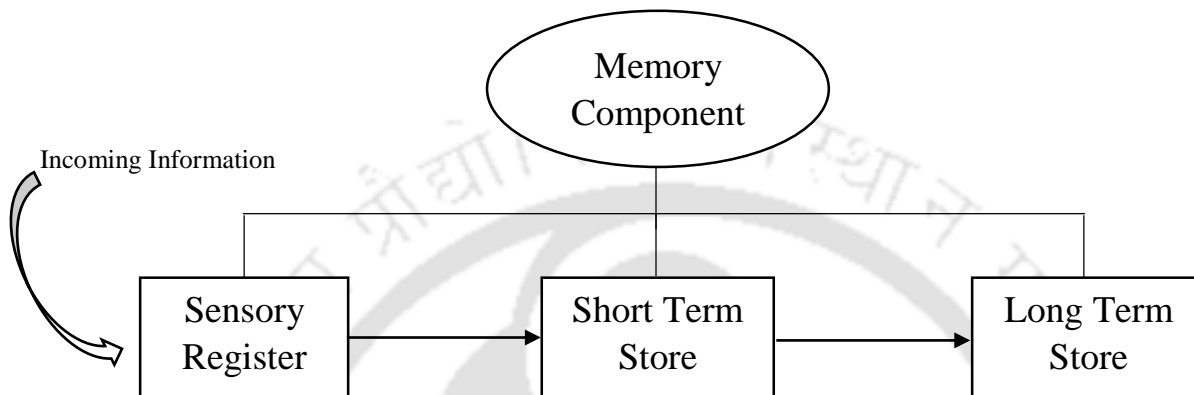 Memory
Component
Incoming Information
Sensory
Register
Short Term
Store
Long Term
Store